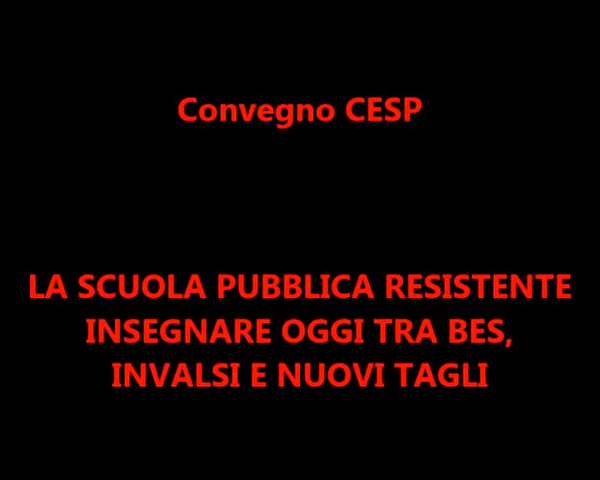 Convegno CESP
LA SCUOLA PUBBLICA RESISTENTE
INSEGNARE OGGI TRA BES,
INVALSI E NUOVI TAGLI